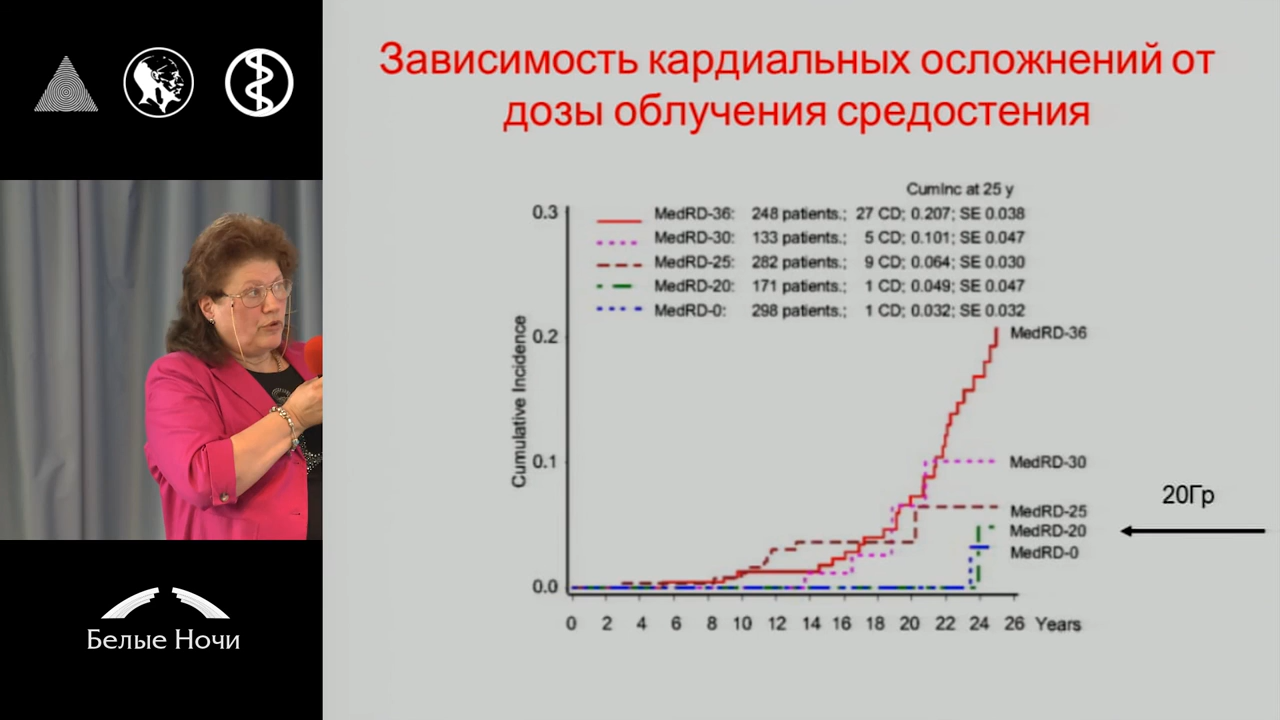 Зависимость кардиальных осложнений от
дозы облучения средостения
CumInc at 25 y
MedRD-36: 248 patients.; 27 CD; 0.207; SE 0.038
MedRD-30: 133 patients.; 5 CD; 0.101; SE 0.047
MedRD-25: 282 patients.; 9 CD; 0.064; SE 0.030
MedRD-20: 171 patients.; 1 CD; 0.049; SE 0.047
MedRD-0: 298 patients.; 1 CD; 0.032; SE 0.032
Cumulative Incidence
0.3
0.2
0.1
0.0
MedRD-36
MedRD-30
MedRD-25
MedRD-20
MedRD-0
20Гр
0 2 4 6 8 10 12 14 16 18 20 22 24 26 Years
Белые Ночи